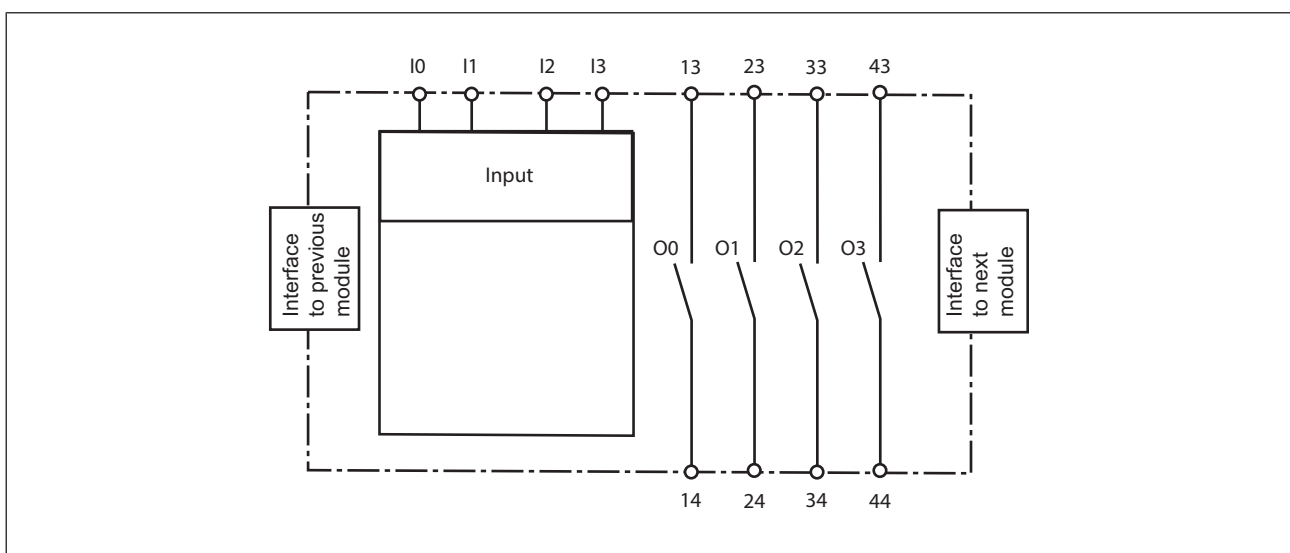 I0 I1 I2 I3 13 23 33 43
Input
Interface
to previous
module
O0 O1 O2 O3
Interface
to next
module
14 24 34 44